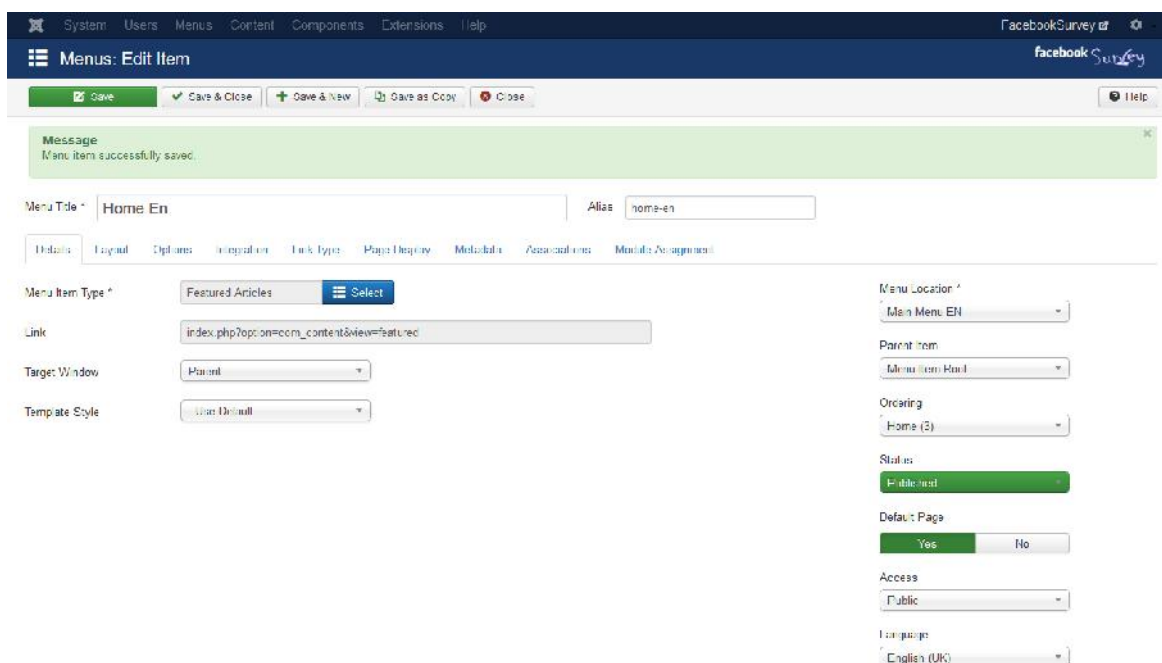 System Users Menus Content Components Extensions Help FacebookSurvey
Menus: Edit Item facebook Survey
Save Save & Close Save & New Save as Copy Close Help
Message
Menu item successfully saved.
Menu Title * Home En Alias home-en
Details Layout Options Integration Link Type Page Display Metadata Associations Module Assignment
Menu Item Type * Featured Articles Select Menu Location *
Main Menu EN
Link index.php?option=com_content&view=featured
Parent Item
Target Window Parent Menu Item Root
Ordering
Template Style Use Default Home (3)
Status
Published
Default Page
Yes No
Access
Public
Language
English (UK)